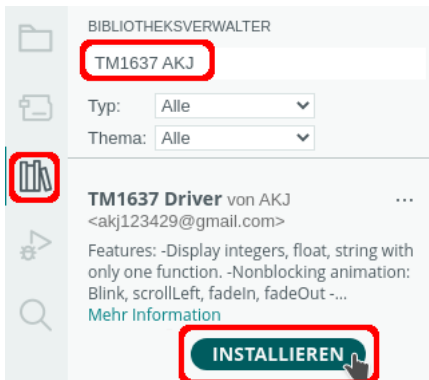 BIBLIOTHEKSVERWALTER
TM1637 AKJ
Typ: Alle
Thema: Alle
TM1637 Driver von AKJ
<akj123429@gmail.com>
Features: -Display integers, float, string with
only one function. -Nonblocking animation:
Blink, scrollLeft, fadeIn, fadeOut -...
Mehr Information
INSTALLIEREN